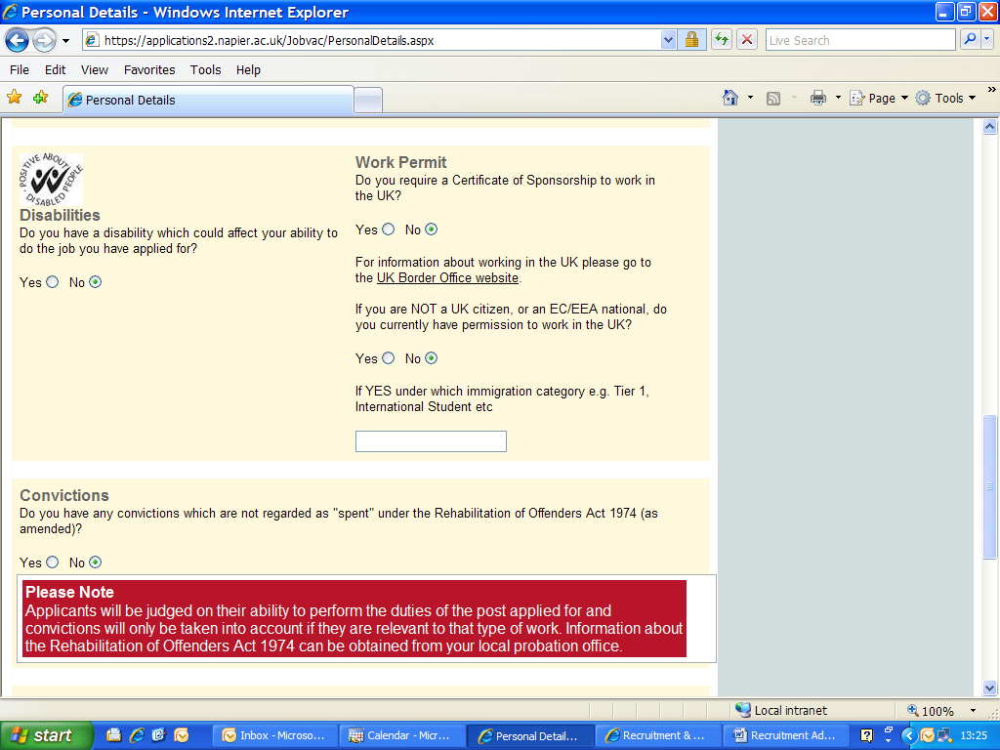 Personal Details - Windows Internet Explorer
https://applications2.napier.ac.uk/Jobvac/PersonalDetails.aspx
Live Search
File Edit View Favorites Tools Help
Personal Details
Page Tools »
POSITIVE ABOUT DISABLED PEOPLE
Disabilities
Do you have a disability which could affect your ability to
do the job you have applied for?
Yes No
Work Permit
Do you require a Certificate of Sponsorship to work in
the UK?
Yes No
For information about working in the UK please go to
the UK Border Office website.
If you are NOT a UK citizen, or an EC/EEA national, do
you currently have permission to work in the UK?
Yes No
If YES under which immigration category e.g. Tier 1,
International Student etc
Convictions
Do you have any convictions which are not regarded as "spent" under the Rehabilitation of Offenders Act 1974 (as
amended)?
Yes No
Please Note
Applicants will be judged on their ability to perform the duties of the post applied for and
convictions will only be taken into account if they are relevant to that type of work. Information about
the Rehabilitation of Offenders Act 1974 can be obtained from your local probation office.
Local intranet 100%
start Inbox - Microso... Calendar - Micr... Personal Detail... Recruitment & ... Recruitment Ad... 13:25